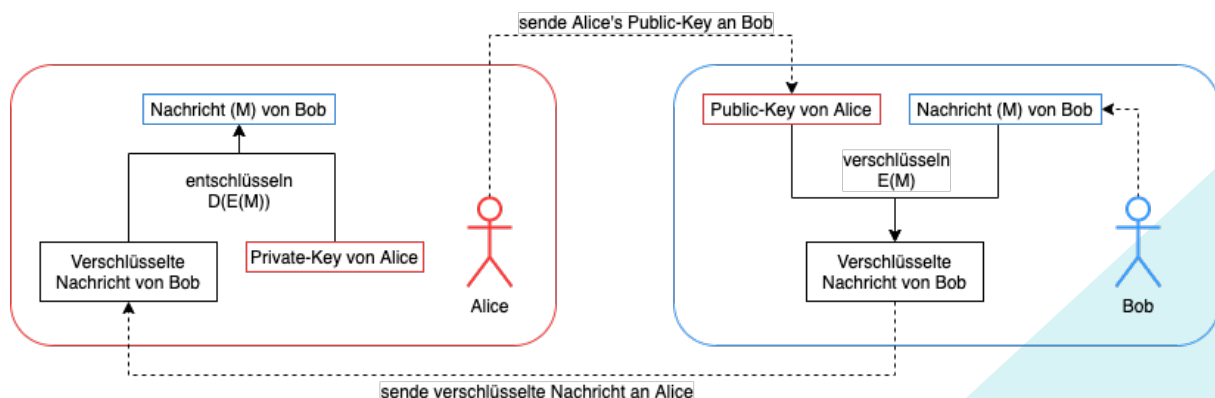 sende Alice's Public-Key an Bob
Nachricht (M) von Bob
entschlüsseln
D(E(M))
Verschlüsselte
Nachricht von Bob
Private-Key von Alice
Alice
Public-Key von Alice
Nachricht (M) von Bob
verschlüsseln
E(M)
Verschlüsselte
Nachricht von Bob
Bob
sende verschlüsselte Nachricht an Alice